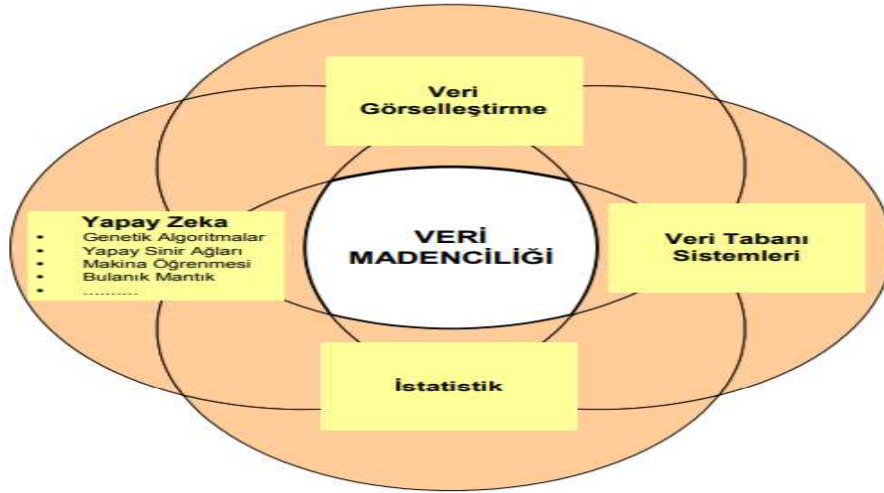 Veri
Görselleştirme
Yapay Zeka
• Genetik Algoritmalar
• Yapay Sinir Ağları
• Makina Öğrenmesi
• Bulanık Mantık
• ..........
VERİ
MADENCİLİĞİ
Veri Tabanı
Sistemleri
İstatistik